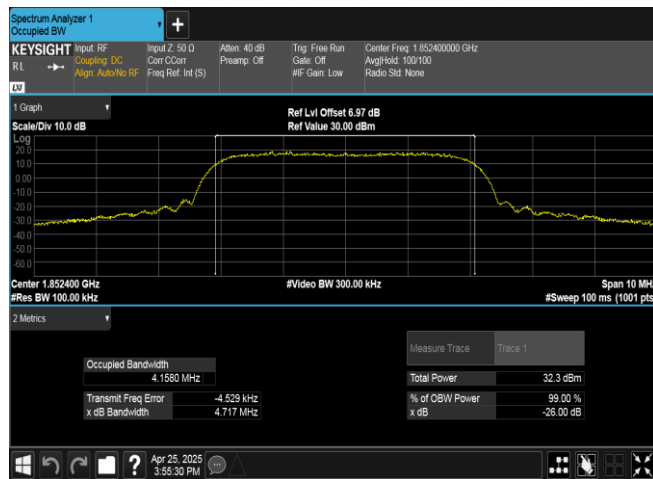 Spectrum Analyzer 1
Occupied BW
+
KEYSIGHT Input: RF Input Z: 50 Ω Atten: 40 dB Trig: Free Run Center Freq: 1.852400000 GHz
RL Coupling: DC Corr CCorr Preamp: Off Gate: Off Avg|Hold: 100/100
Align: Auto/No RF Freq Ref: Int (S) #IF Gain: Low Radio Std: None
LXI
1 Graph
Ref Lvl Offset 6.97 dB
Scale/Div 10.0 dB Ref Value 30.00 dBm
Log
20.0
10.0
0.00
-10.0
-20.0
-30.0
-40.0
-50.0
-60.0
Center 1.852400 GHz #Video BW 300.00 kHz Span 10 MH
#Res BW 100.00 kHz #Sweep 100 ms (1001 pts
2 Metrics
Measure Trace Trace 1
Occupied Bandwidth
4.1580 MHz
Total Power 32.3 dBm
Transmit Freq Error -4.529 kHz % of OBW Power 99.00 %
x dB Bandwidth 4.717 MHz x dB -26.00 dB
? Apr 25, 2025
3:55:30 PM